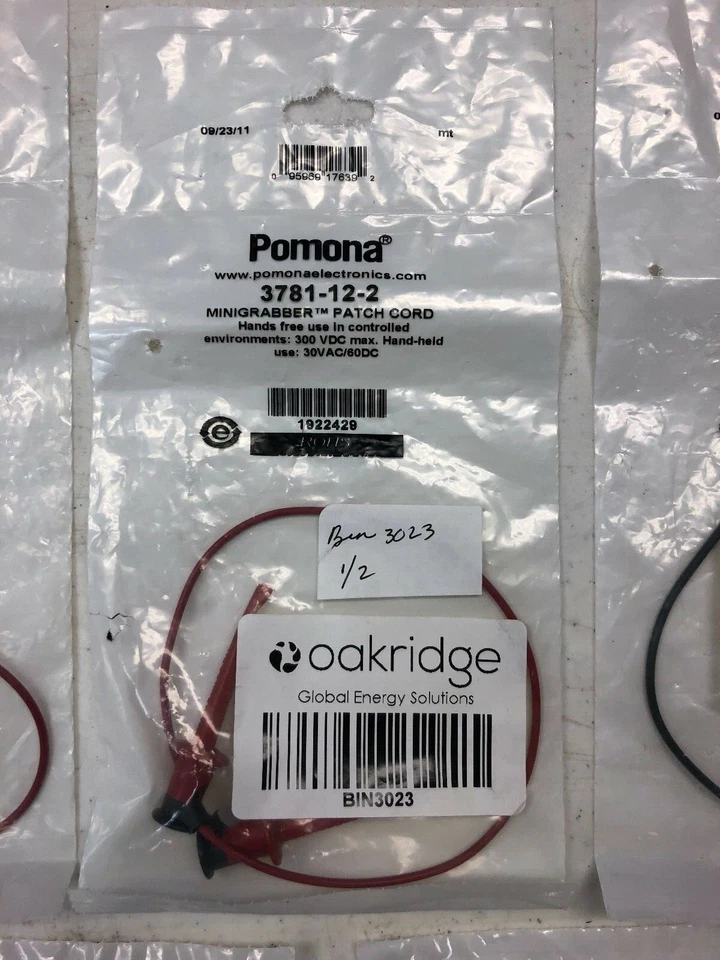 09/23/11 mt
0 95969 17639 2
Pomona®
www.pomonaelectronics.com
3781-12-2
MINIGRABBER™ PATCH CORD
Hands free use in controlled
environments: 300 VDC max. Hand-held
use: 30VAC/60DC
1922429
e
ROHS
Bin 3023
1/2
oakridge
Global Energy Solutions
BIN3023